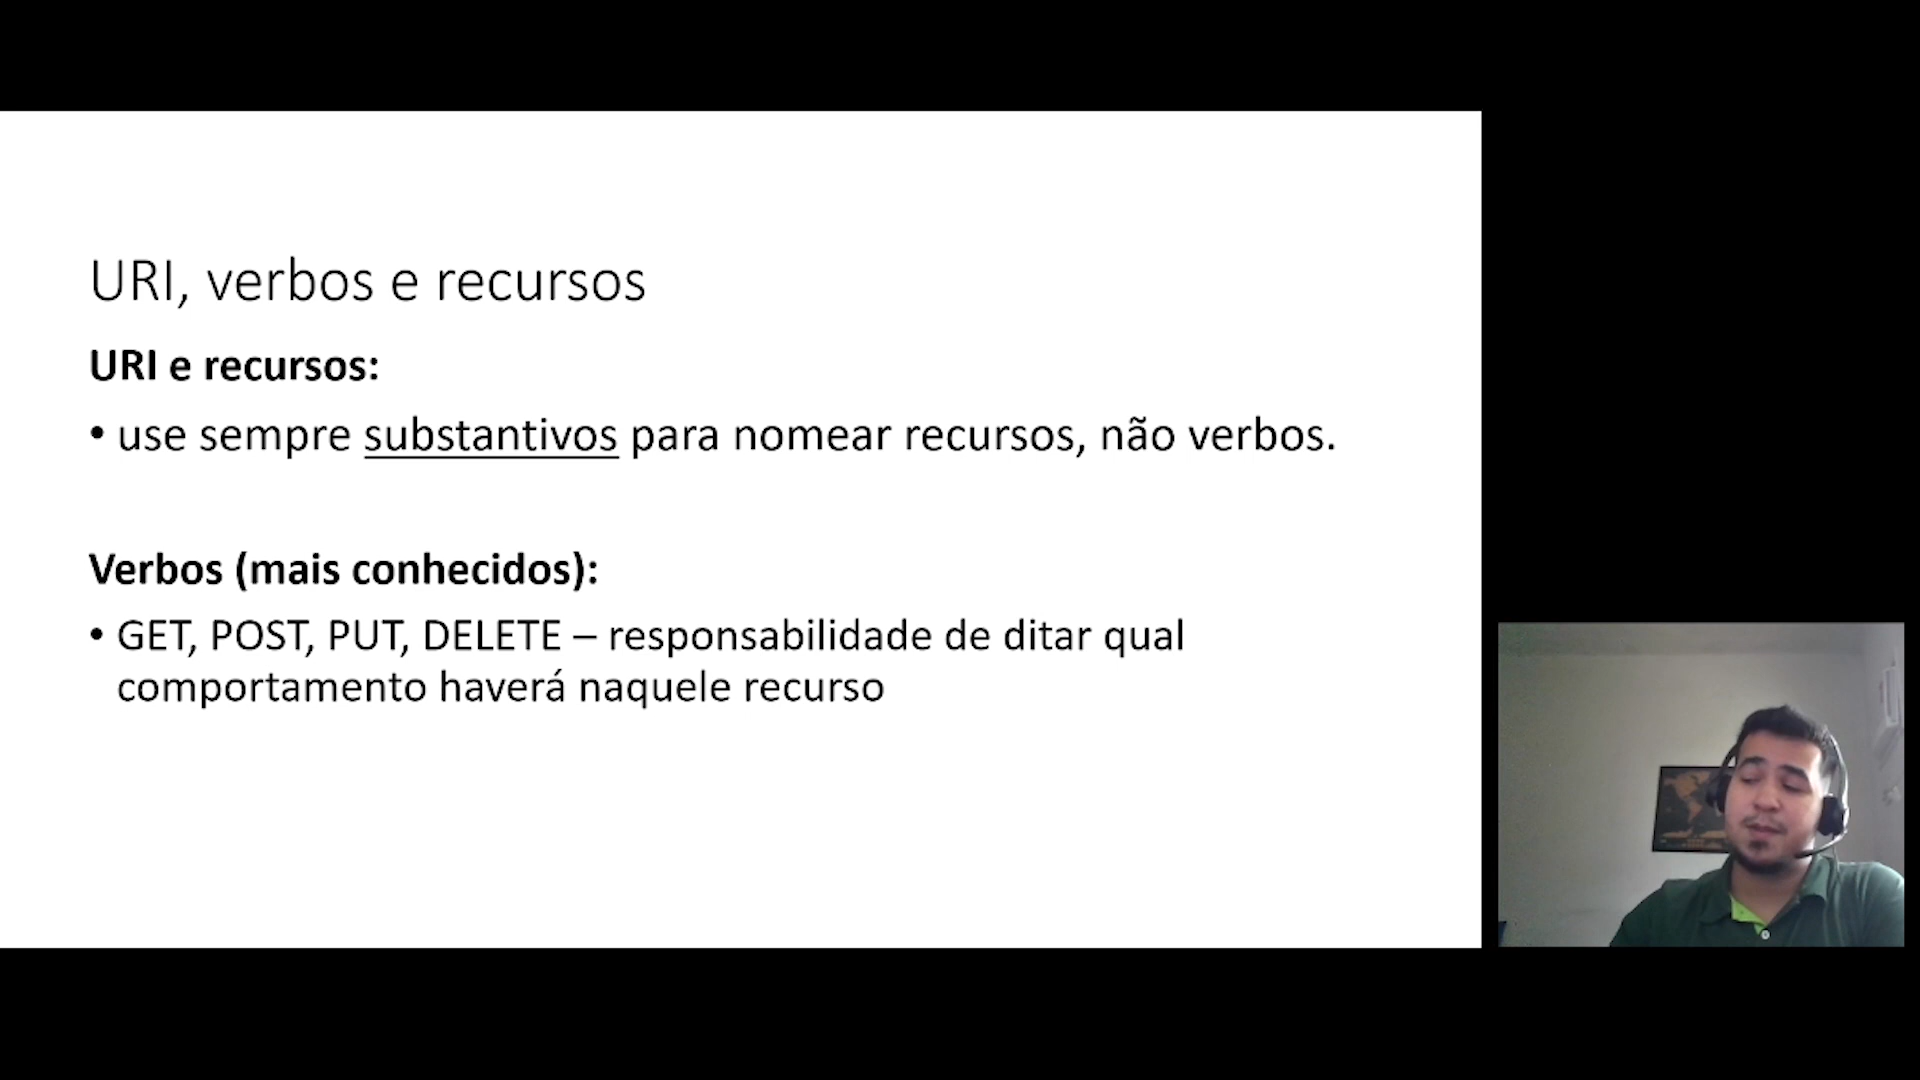 URI, verbos e recursos
URI e recursos:
• use sempre substantivos para nomear recursos, não verbos.
Verbos (mais conhecidos):
• GET, POST, PUT, DELETE – responsabilidade de ditar qual
comportamento haverá naquele recurso